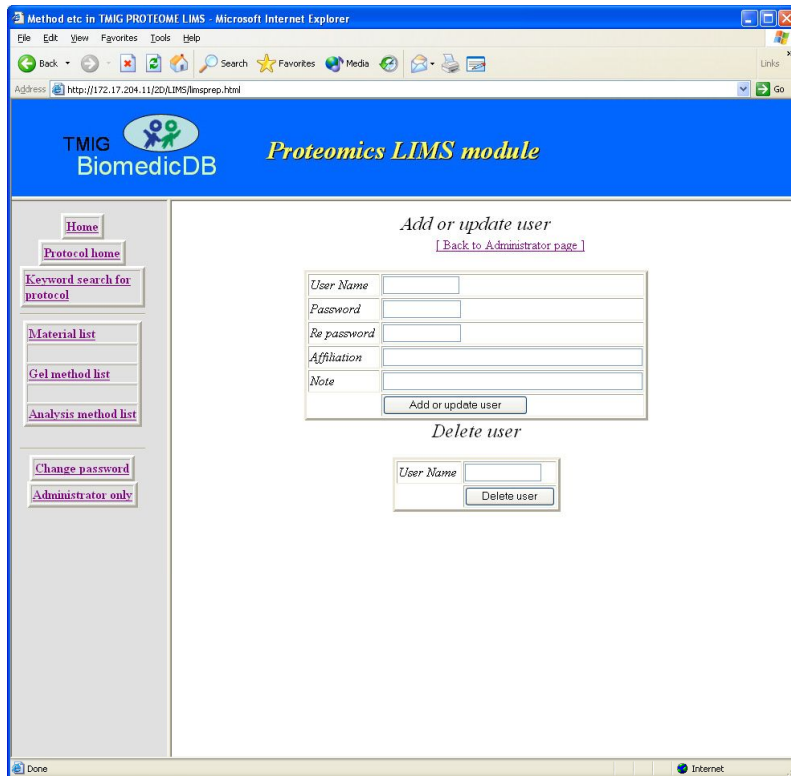 Method etc in TMIG PROTEOME LIMS - Microsoft Internet Explorer
File Edit View Favorites Tools Help
Back Search Favorites Media Links »
Address http://172.17.204.11/2D/LIMS/limsprep.html Go
TMIG
BiomedicDB
Proteomics LIMS module
Home
Protocol home
Keyword search for
protocol
Material list
Gel method list
Analysis method list
Change password
Administrator only
Add or update user
[ Back to Administrator page ]
User Name
Password
Re password
Affiliation
Note
Add or update user
Delete user
User Name
Delete user
Done Internet